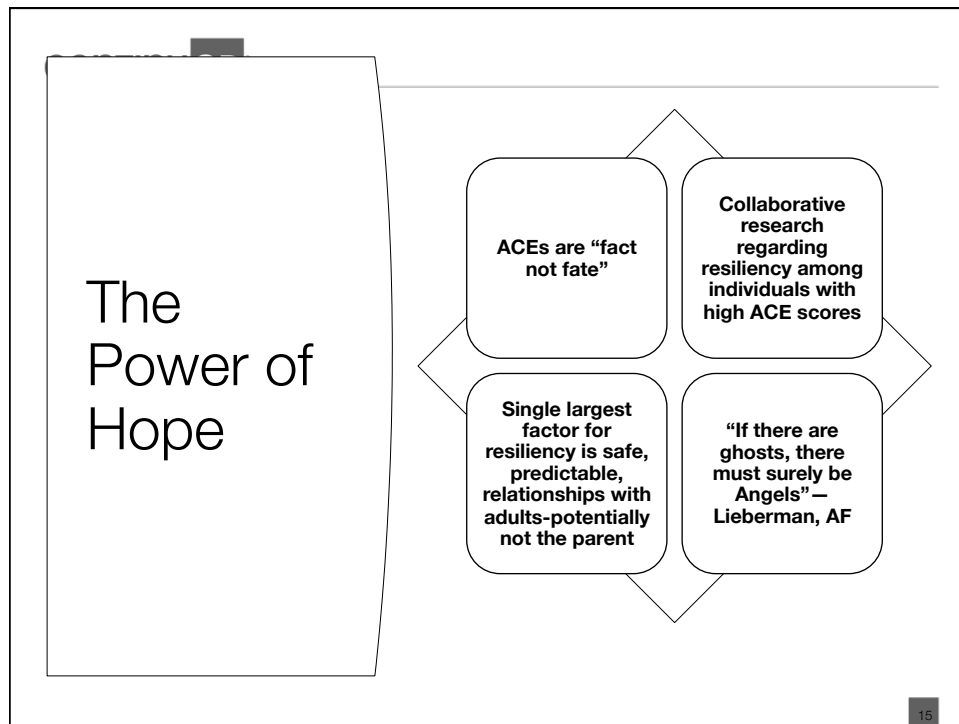 The
Power of
Hope
ACEs are “fact
not fate”
Collaborative
research
regarding
resiliency among
individuals with
high ACE scores
Single largest
factor for
resiliency is safe,
predictable,
relationships with
adults-potentially
not the parent
“If there are
ghosts, there
must surely be
Angels”—
Lieberman, AF
15